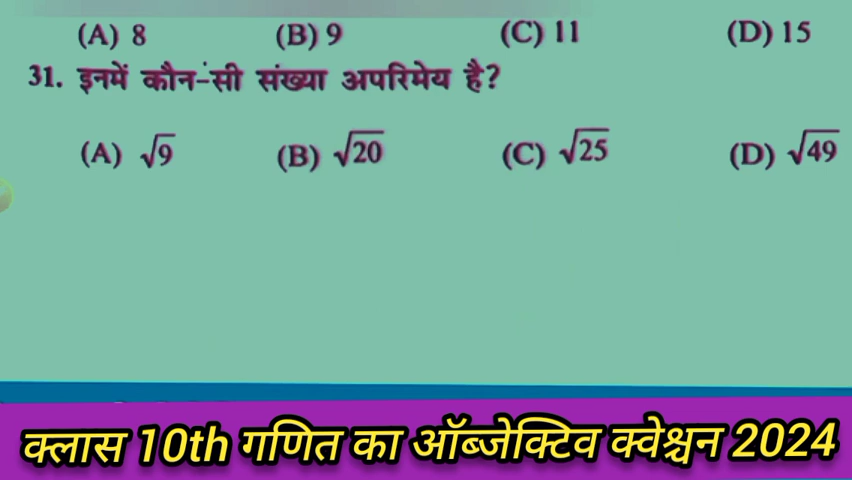 (A) 8 (B) 9 (C) 11 (D) 15
31. इनमें कौन-सी संख्या अपरिमेय है?
(A) √9 (B) √20 (C) √25 (D) √49
क्लास 10th गणित का ऑब्जेक्टिव क्वेश्चन 2024